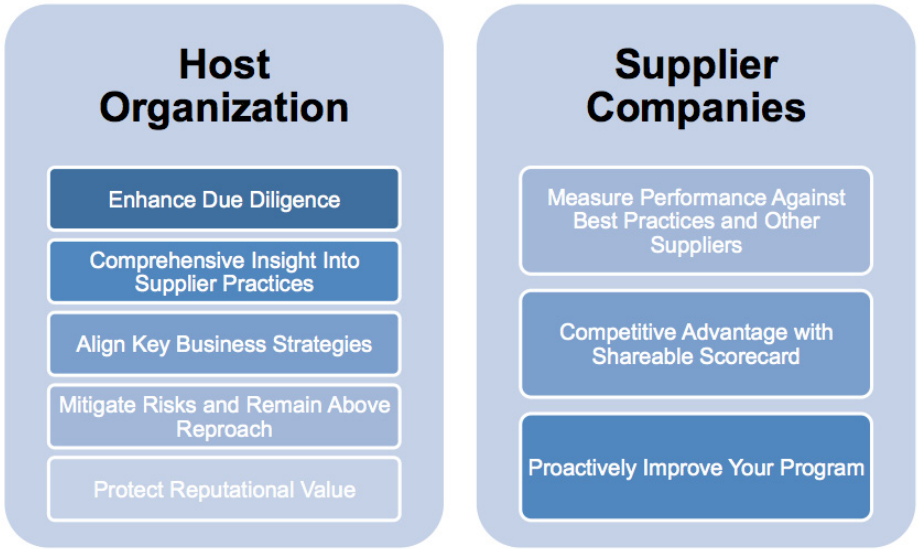 Host
Organization
Enhance Due Diligence
Comprehensive Insight Into
Supplier Practices
Align Key Business Strategies
Mitigate Risks and Remain Above
Reproach
Protect Reputational Value
Supplier
Companies
Measure Performance Against
Best Practices and Other
Suppliers
Competitive Advantage with
Shareable Scorecard
Proactively Improve Your Program